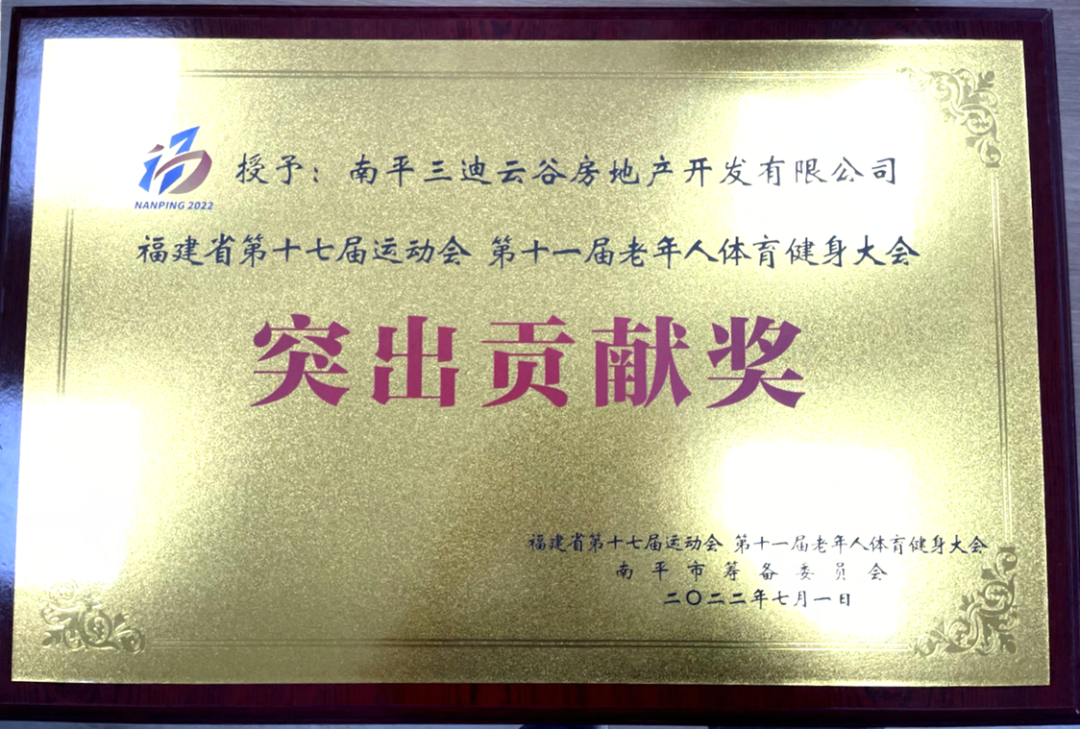 授予：南平三迪云谷房地产开发有限公司
NANPING 2022
福建省第十七届运动会 第十一届老年人体育健身大会
突出贡献奖
福建省第十七届运动会 第十一届老年人体育健身大会
南平市筹备委员会
二〇二二年七月一日